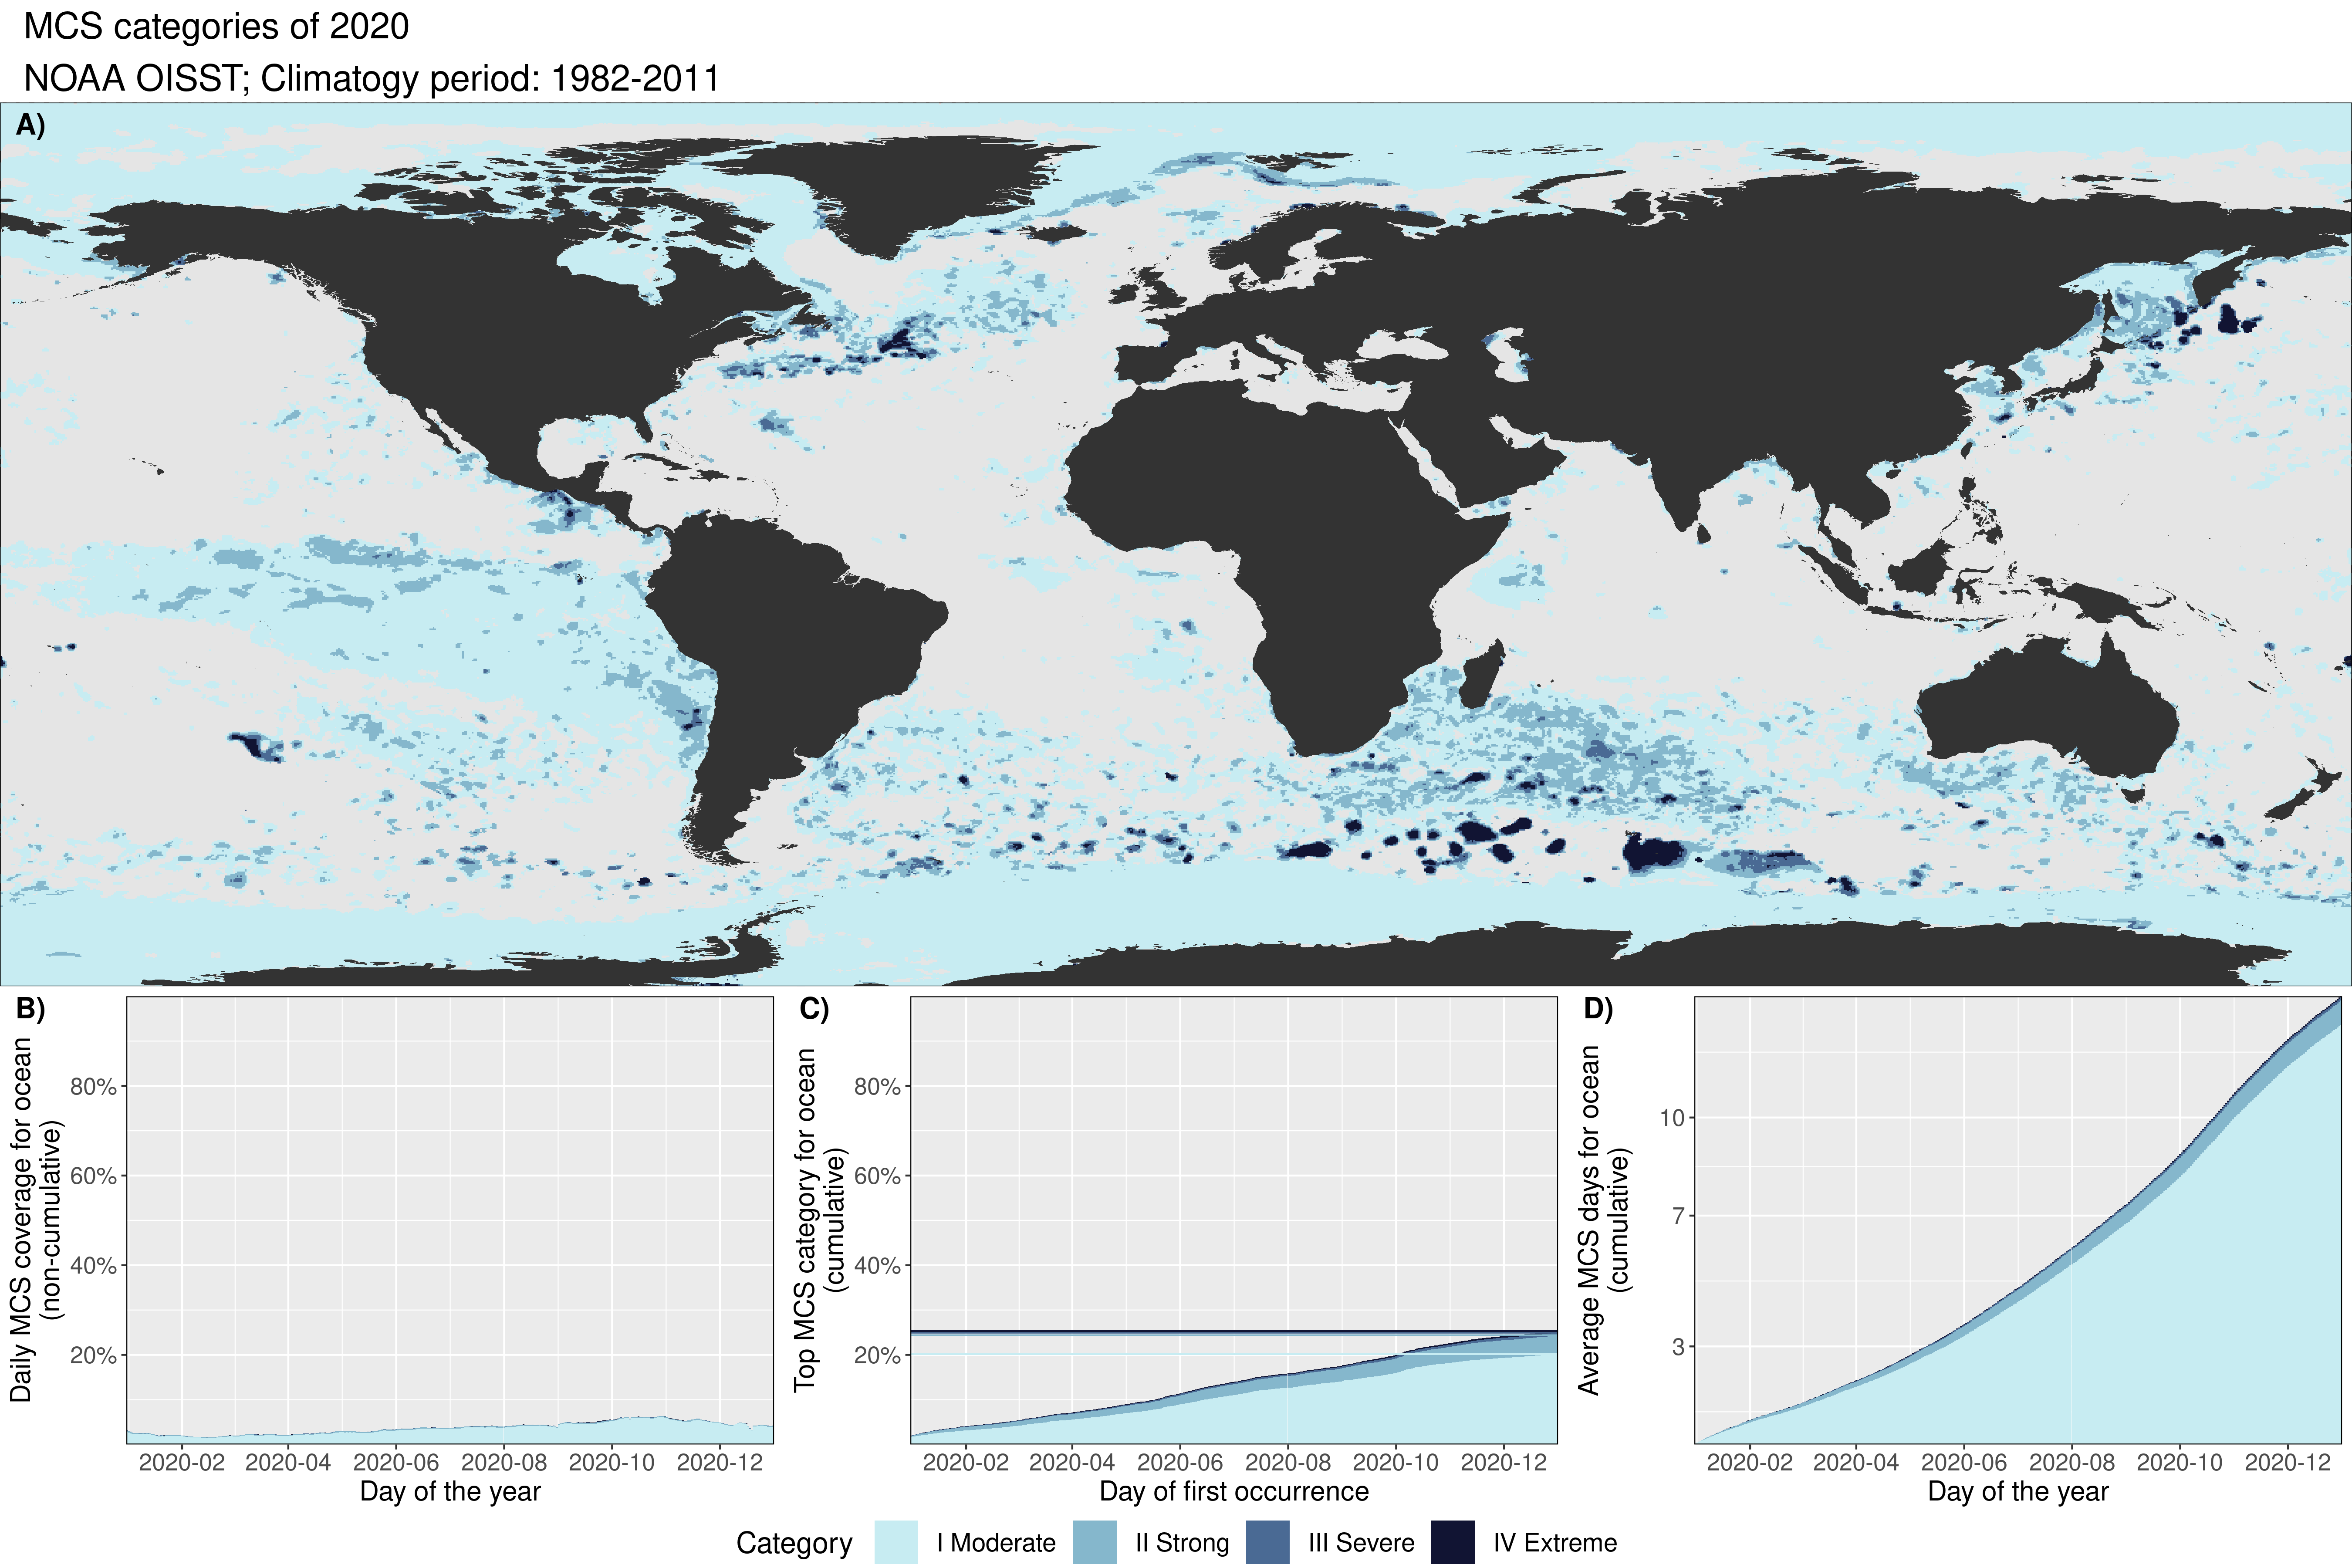 MCS categories of 2020
NOAA OISST; Climatogy period: 1982-2011
A)
B)
Daily MCS coverage for ocean
(non-cumulative)
80%
60%
40%
20%
2020-02 2020-04 2020-06 2020-08 2020-10 2020-12
Day of the year
C)
Top MCS category for ocean
(cumulative)
80%
60%
40%
20%
2020-02 2020-04 2020-06 2020-08 2020-10 2020-12
Day of first occurrence
D)
Average MCS days for ocean
(cumulative)
10
7
3
2020-02 2020-04 2020-06 2020-08 2020-10 2020-12
Day of the year
Category I Moderate II Strong III Severe IV Extreme